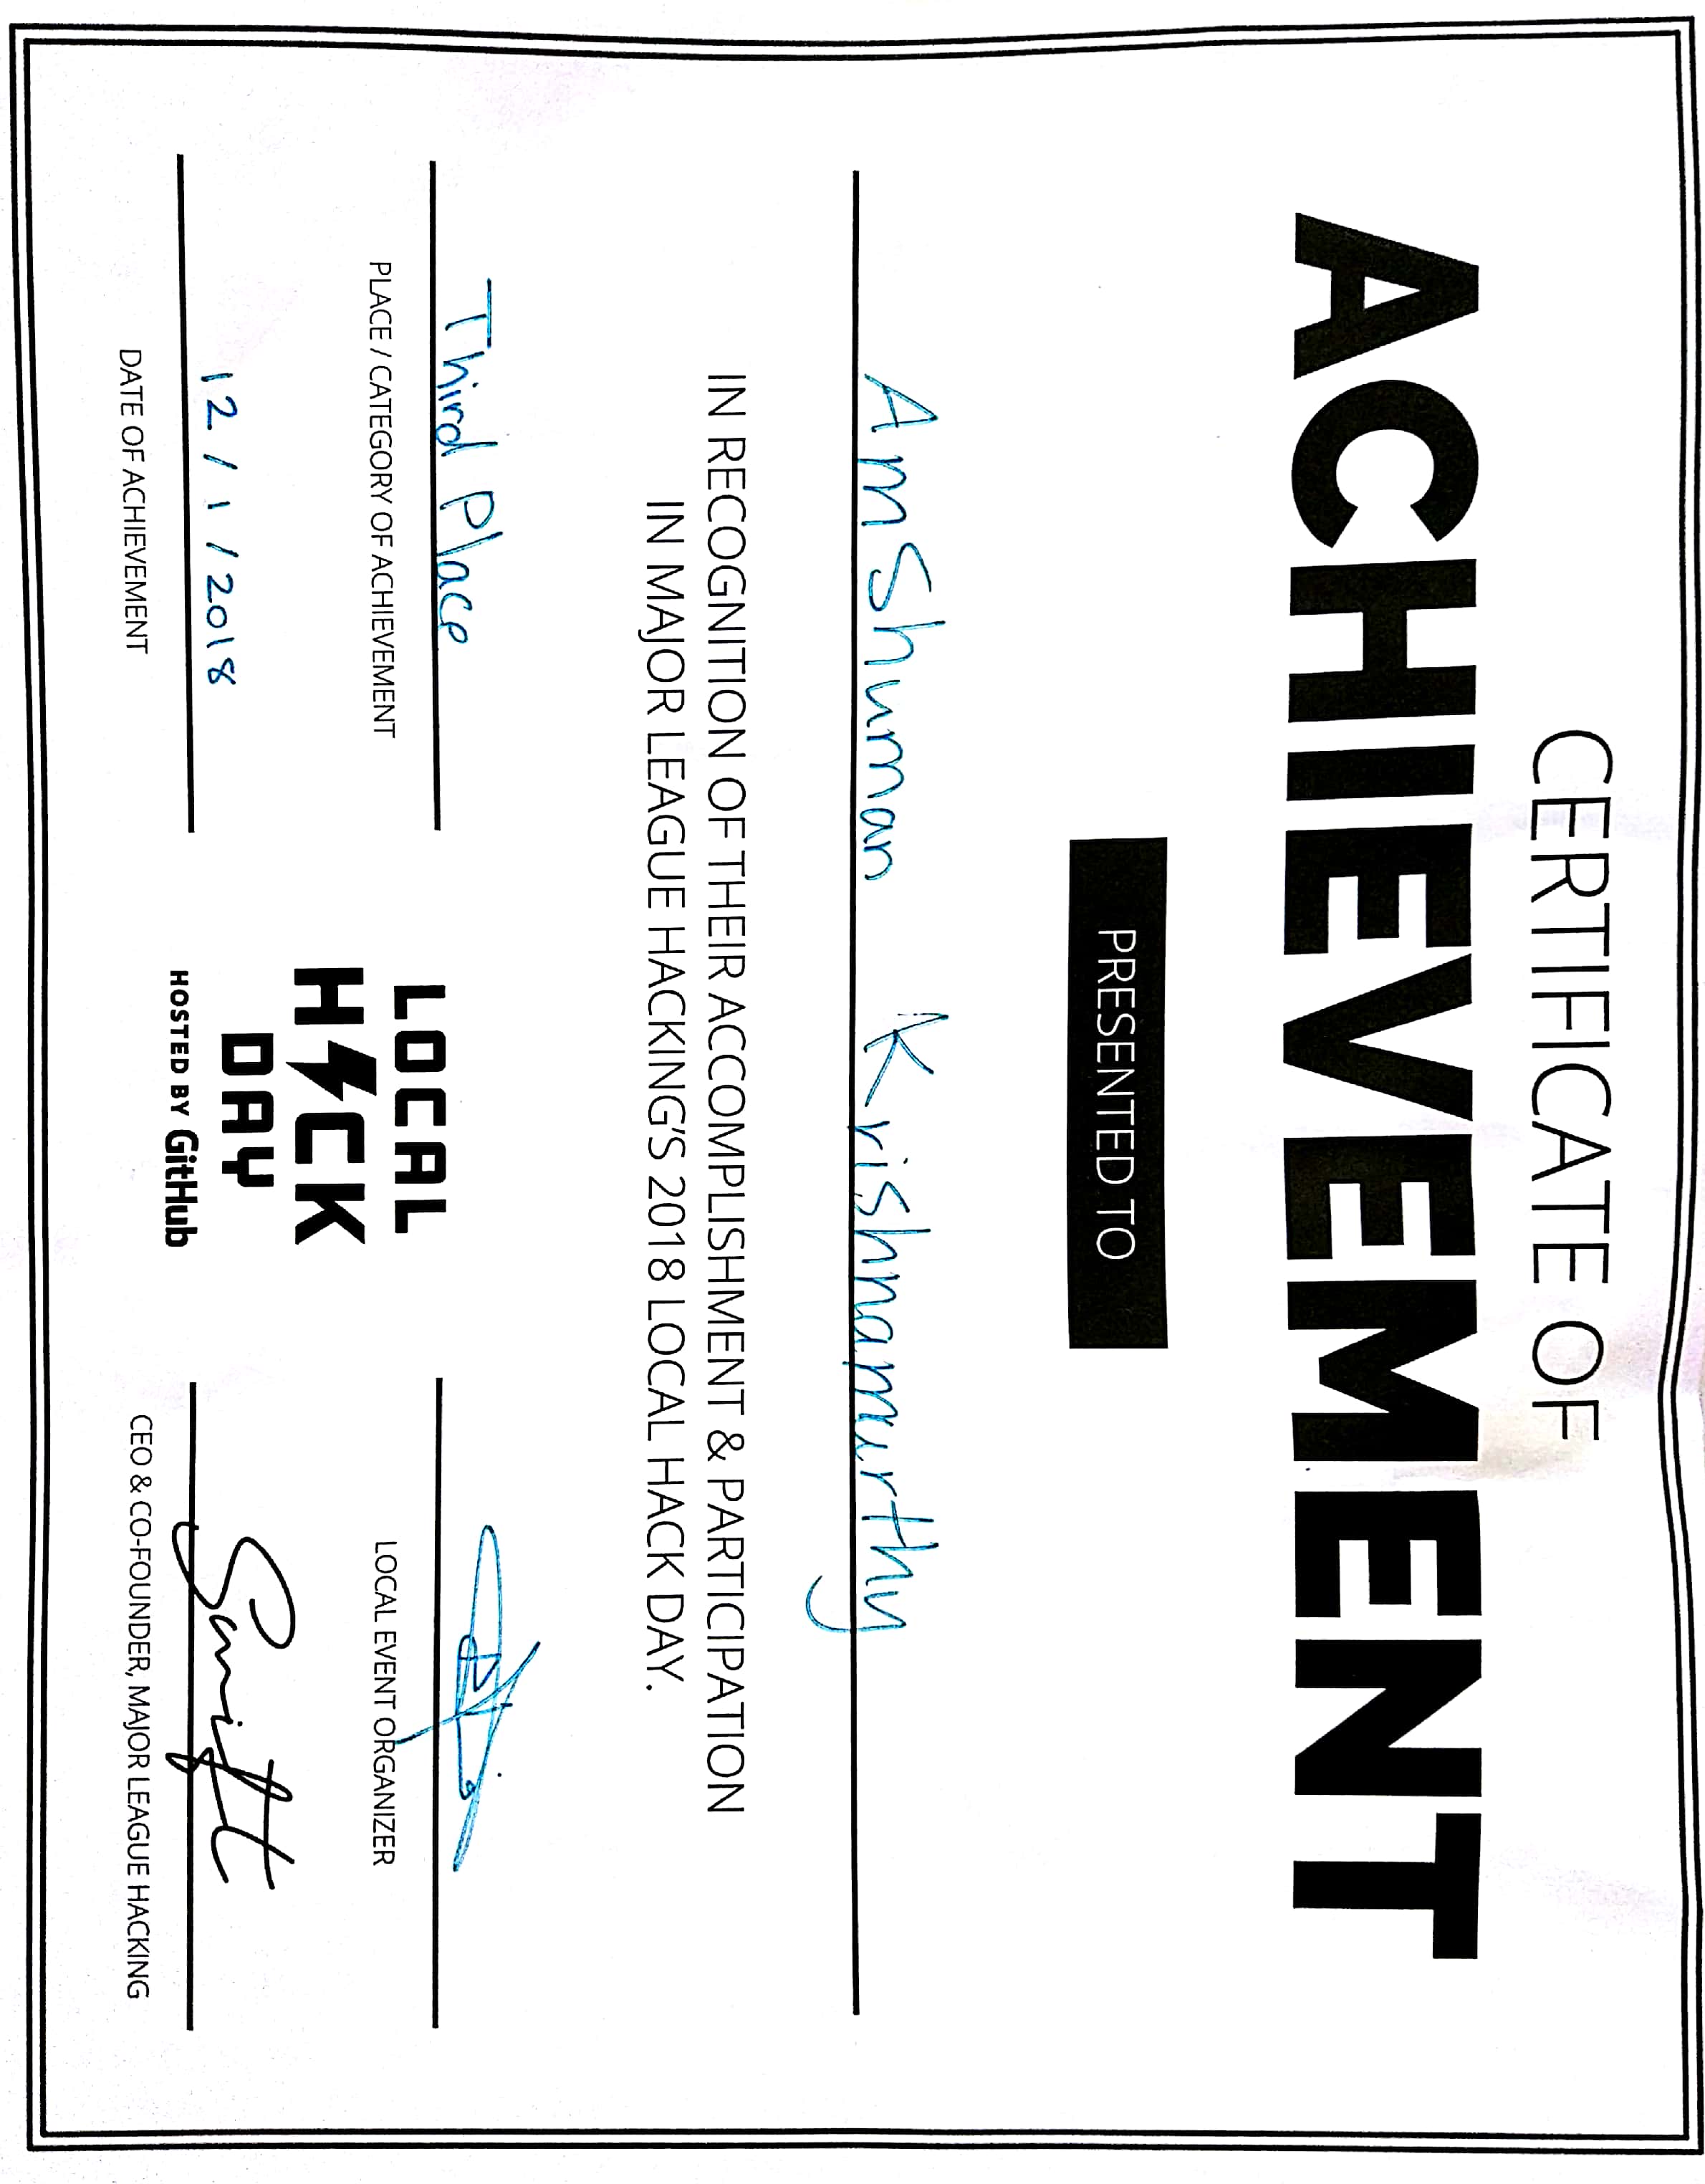 CERTIFICATE OF
ACHIEVEMENT
PRESENTED TO
Amshuman Krishnamurthy
IN RECOGNITION OF THEIR ACCOMPLISHMENT & PARTICIPATION
IN MAJOR LEAGUE HACKING'S 2018 LOCAL HACK DAY.
Third Place
PLACE / CATEGORY OF ACHIEVEMENT
LOCAL EVENT ORGANIZER
12/1/2018
DATE OF ACHIEVEMENT
LOCAL
HACK
DAY
HOSTED BY GitHub
Swift
CEO & CO-FOUNDER, MAJOR LEAGUE HACKING